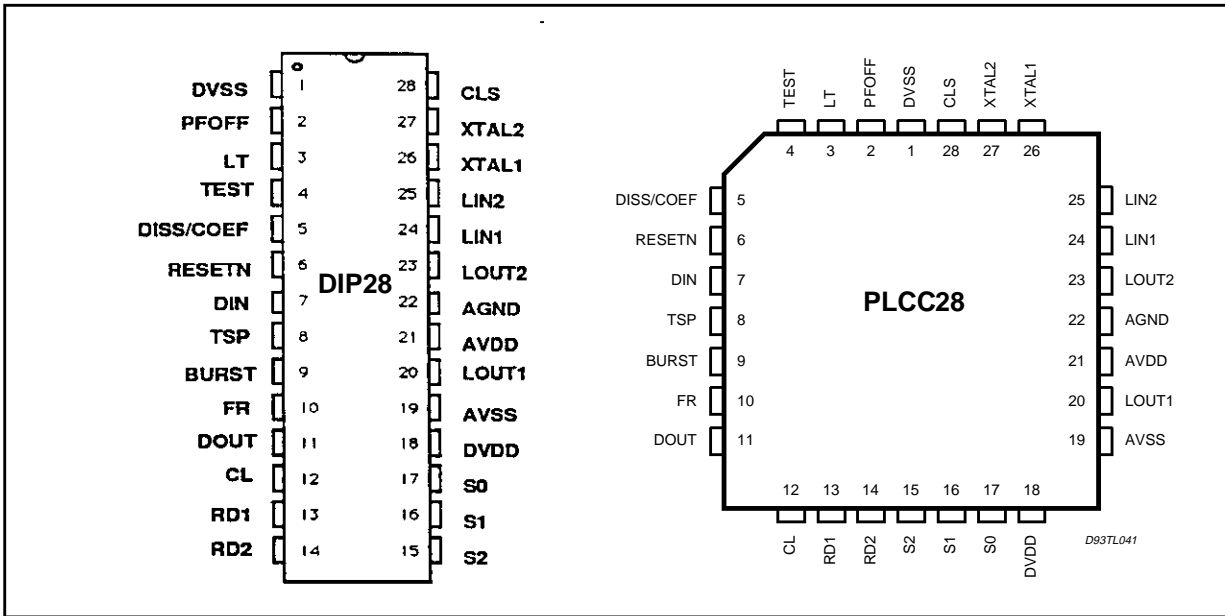 DVSS 1 28 CLS
PFOFF 2 27 XTAL2
LT 3 26 XTAL1
TEST 4 25 LIN2
DISS/COEF 5 24 LIN1
RESETN 6 23 LOUT2
DIP28
DIN 7 22 AGND
TSP 8 21 AVDD
BURST 9 20 LOUT1
FR 10 19 AVSS
DOUT 11 18 DVDD
CL 12 17 S0
RD1 13 16 S1
RD2 14 15 S2
TEST LT PFOFF DVSS CLS XTAL2 XTAL1
4 3 2 1 28 27 26
DISS/COEF 5 25 LIN2
RESETN 6 24 LIN1
DIN 7 23 LOUT2
PLCC28
TSP 8 22 AGND
BURST 9 21 AVDD
FR 10 20 LOUT1
DOUT 11 19 AVSS
12 13 14 15 16 17 18
CL RD1 RD2 S2 S1 S0 DVDD
D93TL041